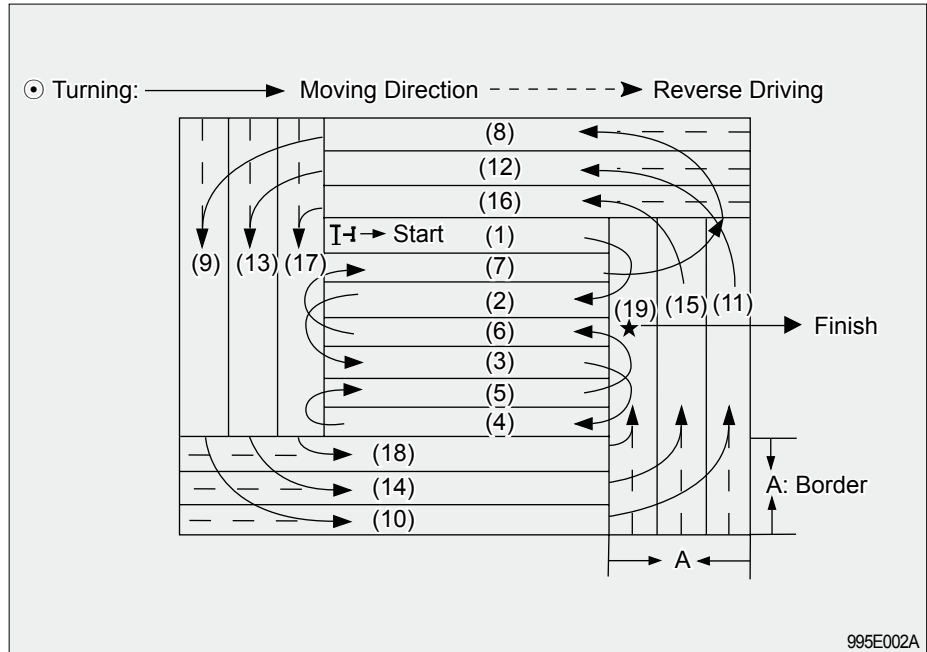 Turning: Moving Direction Reverse Driving
(8)
(12)
(16)
Start (1)
(9) (13) (17) (7)
(2)
(19) (15) (11)
(6) Finish
(3)
(5)
(4)
(18)
(14) A: Border
(10)
A
995E002A